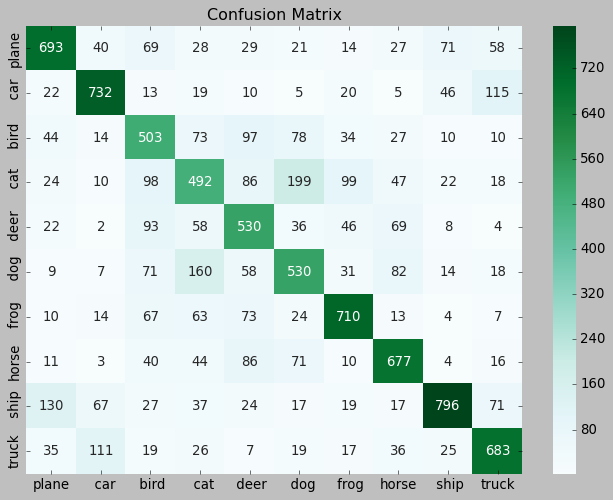 Confusion Matrix
plane 693 40 69 28 29 21 14 27 71 58
car 22 732 13 19 10 5 20 5 46 115
bird 44 14 503 73 97 78 34 27 10 10
cat 24 10 98 492 86 199 99 47 22 18
deer 22 2 93 58 530 36 46 69 8 4
dog 9 7 71 160 58 530 31 82 14 18
frog 10 14 67 63 73 24 710 13 4 7
horse 11 3 40 44 86 71 10 677 4 16
ship 130 67 27 37 24 17 19 17 796 71
truck 35 111 19 26 7 19 17 36 25 683
plane car bird cat deer dog frog horse ship truck
720
640
560
480
400
320
240
160
80